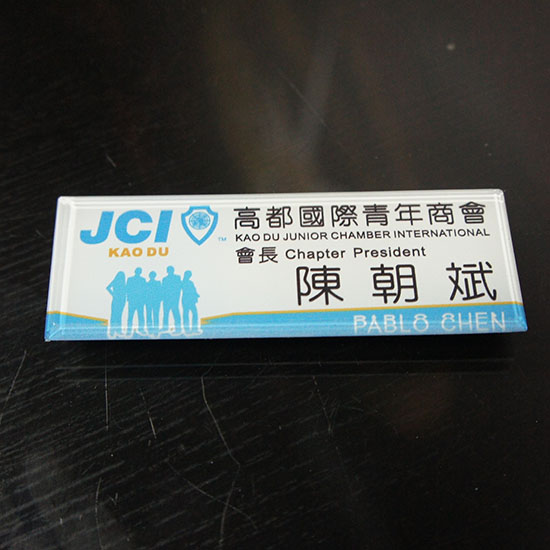 JCI
KAO DU
TM
高都國際青年商會
KAO DU JUNIOR CHAMBER INTERNATIONAL
會長 Chapter President
陳朝斌
PABLO CHEN